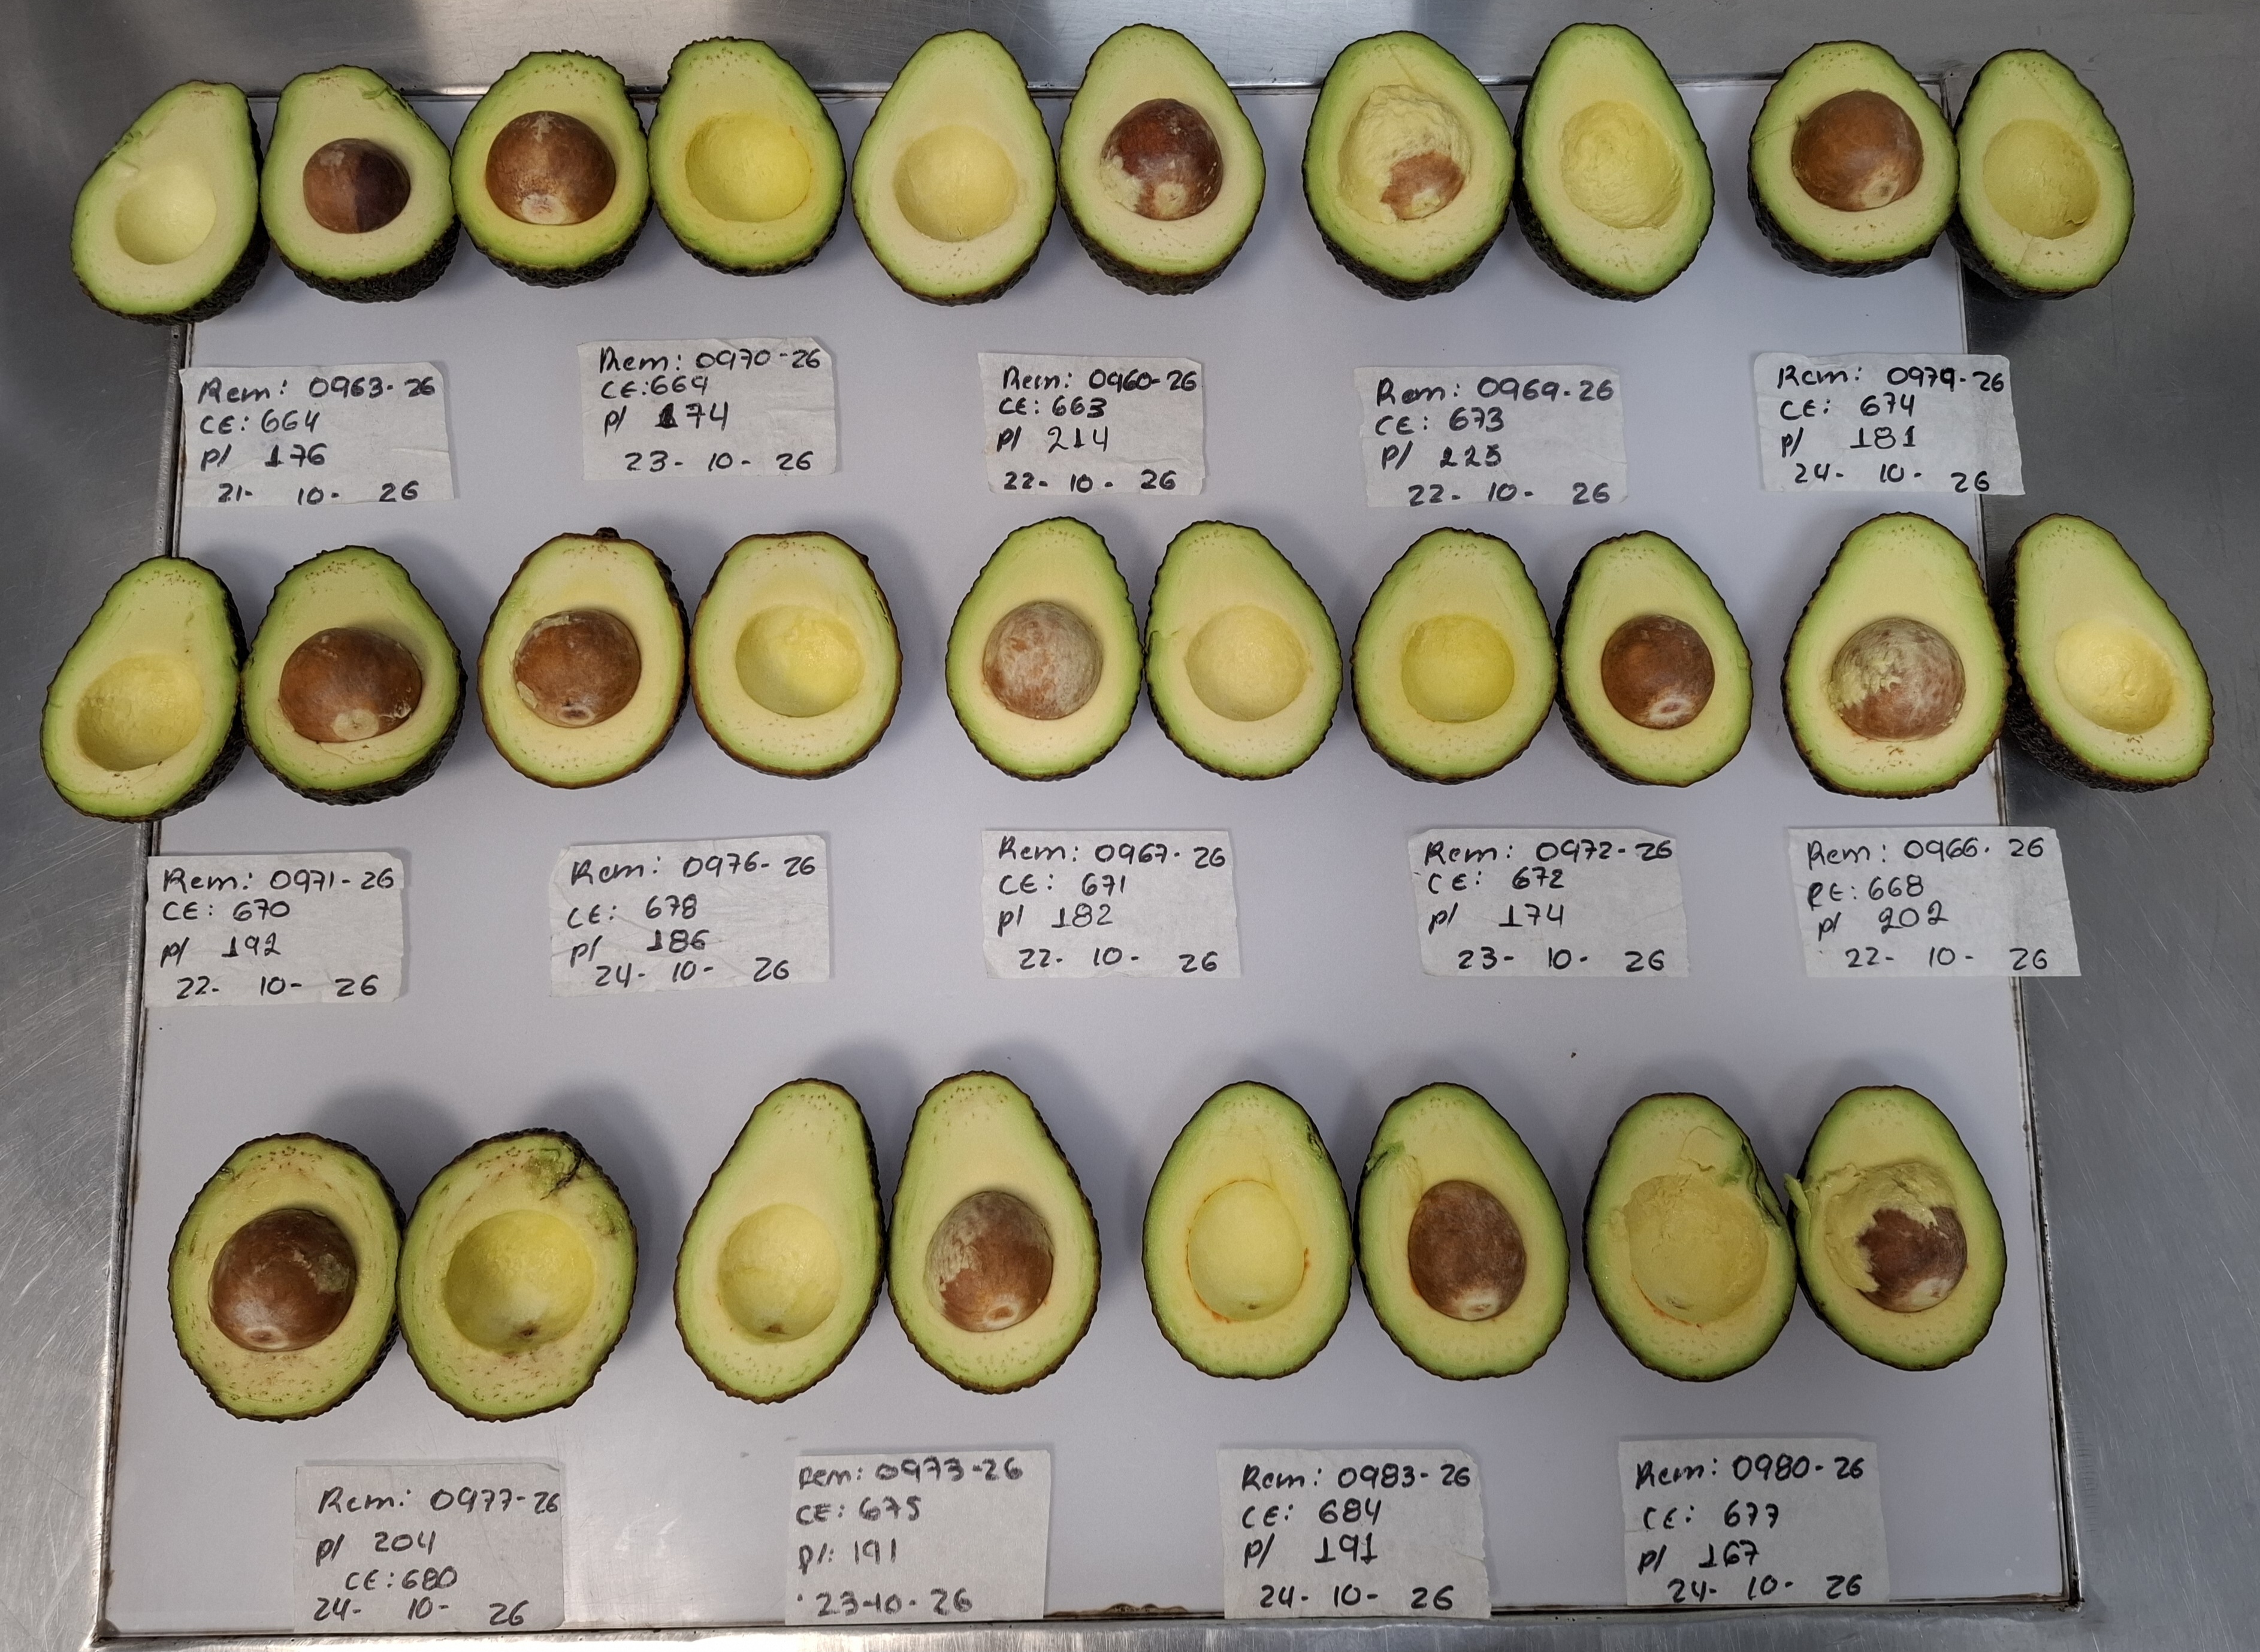 Rem: 0963-26
CE: 664
P/ 176
21- 10- 26
Rem: 0970-26
CE:669
P/ 174
23- 10- 26
Rem: 0960-26
CE: 663
P/ 214
22- 10- 26
Rem: 0969-26
CE: 673
P/ 225
22- 10- 26
Rem: 0979-26
CE: 674
P/ 181
24- 10- 26
Rem: 0971-26
CE: 670
P/ 192
22- 10- 26
Rem: 0976-26
CE: 678
P/ 186
24- 10- 26
Rem: 0967-26
CE: 671
P/ 182
22- 10- 26
Rem: 0972-26
CE: 672
P/ 174
23- 10- 26
Rem: 0966-26
CE: 668
P/ 202
22- 10- 26
Rem: 0977-26
P/ 204
CE: 680
24- 10- 26
Rem: 0973-26
CE: 675
P/: 191
23-10-26
Rem: 0983-26
CE: 684
P/ 191
24- 10- 26
Rem: 0980-26
CE: 677
P/ 167
24- 10- 26